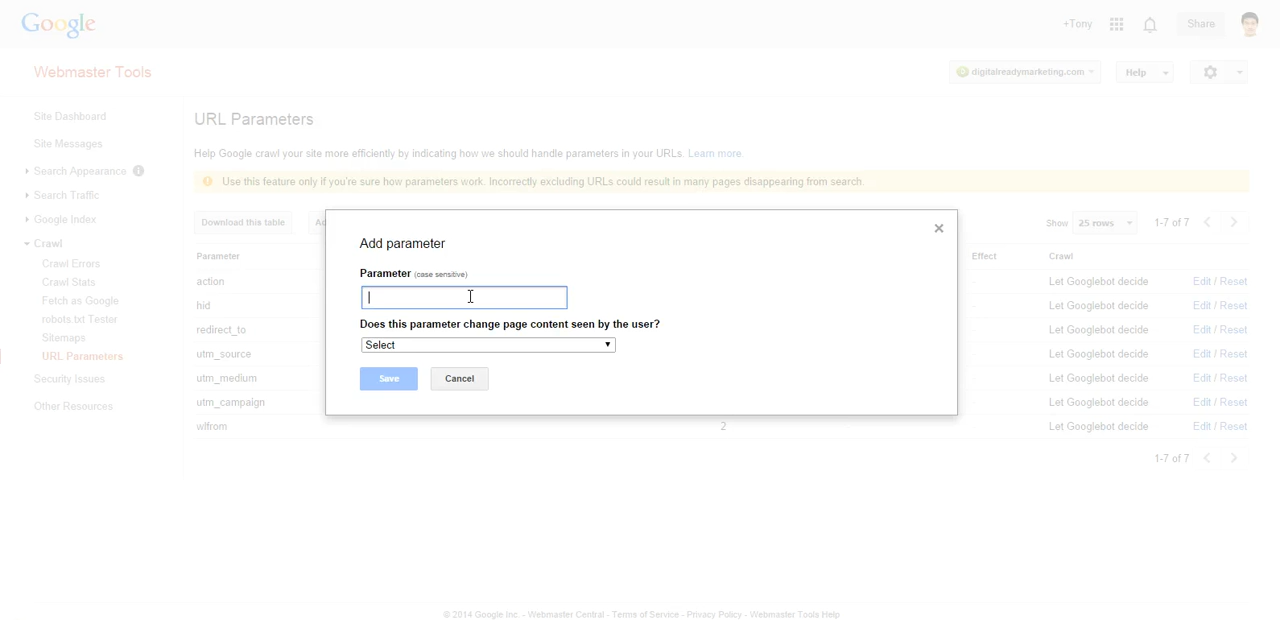 Google
+Tony
Share
Webmaster Tools
digitalreadymarketing.com
Help
Site Dashboard
Site Messages
Search Appearance
Search Traffic
Google Index
Crawl
Crawl Errors
Crawl Stats
Fetch as Google
robots.txt Tester
Sitemaps
URL Parameters
Security Issues
Other Resources
URL Parameters
Help Google crawl your site more efficiently by indicating how we should handle parameters in your URLs. Learn more.
Use this feature only if you're sure how parameters work. Incorrectly excluding URLs could result in many pages disappearing from search.
Download this table
Ad
Show 25 rows 1-7 of 7
Parameter Effect Crawl
action - Let Googlebot decide Edit / Reset
hid - Let Googlebot decide Edit / Reset
redirect_to - Let Googlebot decide Edit / Reset
utm_source - Let Googlebot decide Edit / Reset
utm_medium - Let Googlebot decide Edit / Reset
utm_campaign - Let Googlebot decide Edit / Reset
wlfrom 2 - Let Googlebot decide Edit / Reset
1-7 of 7
Add parameter
Parameter (case sensitive)
Does this parameter change page content seen by the user?
Select
Save Cancel
© 2014 Google Inc. - Webmaster Central - Terms of Service - Privacy Policy - Webmaster Tools Help